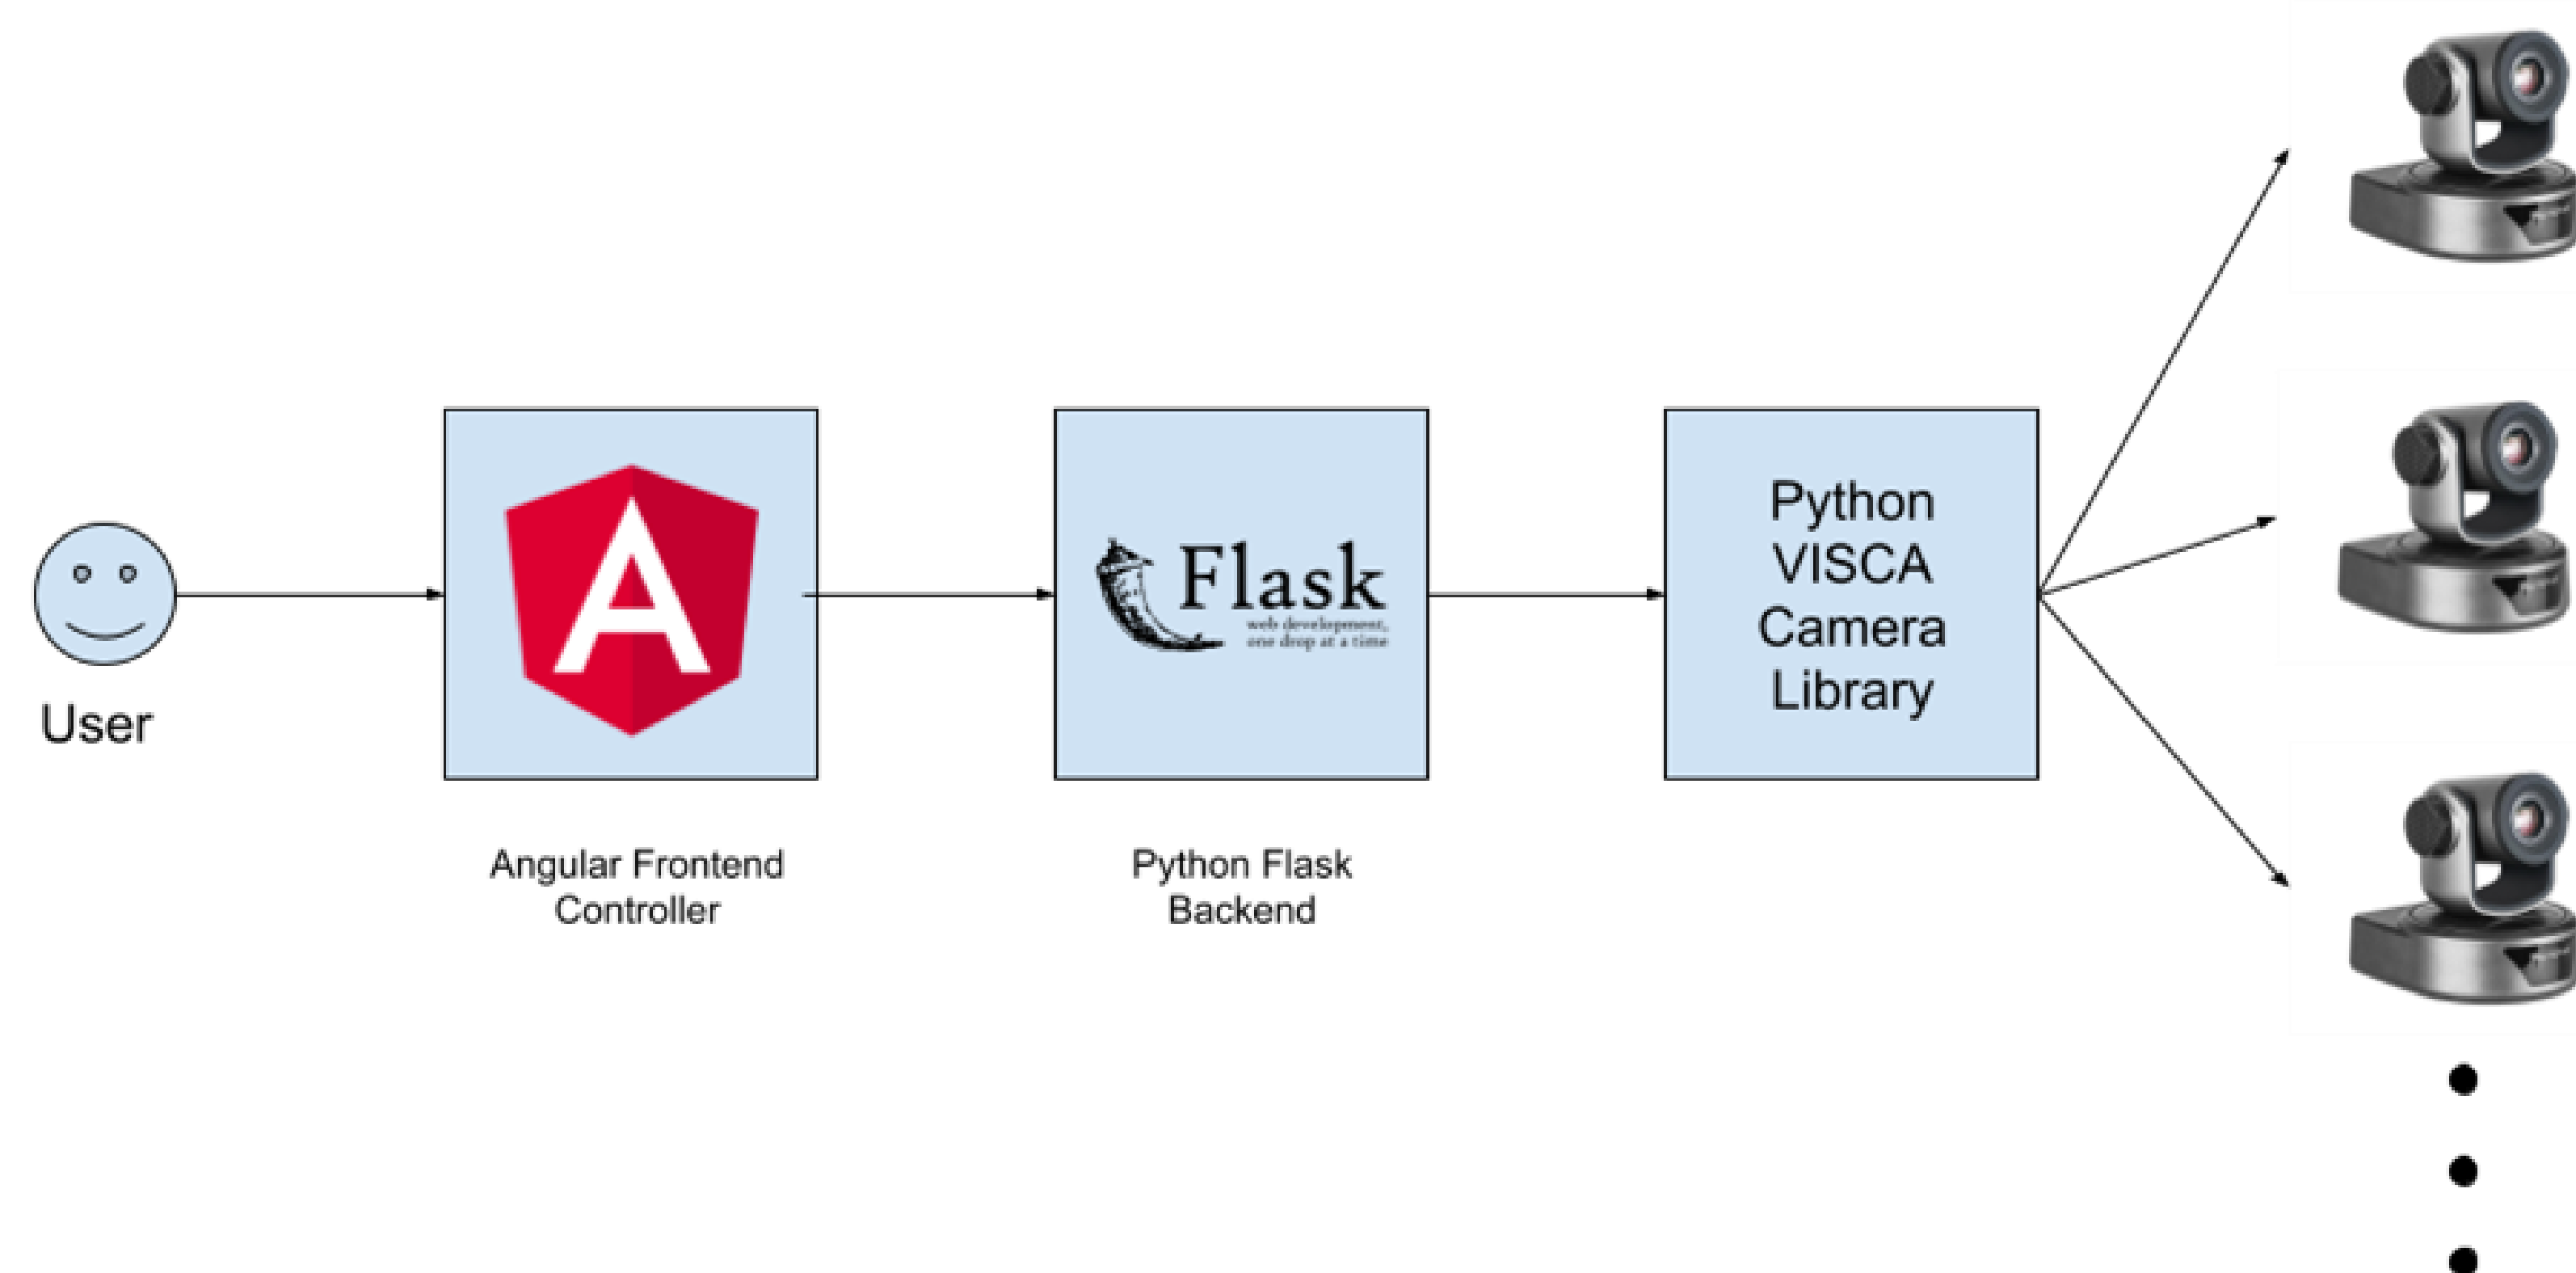 User
Angular Frontend
Controller
Flask
web development,
one drop at a time
Python Flask
Backend
Python
VISCA
Camera
Library